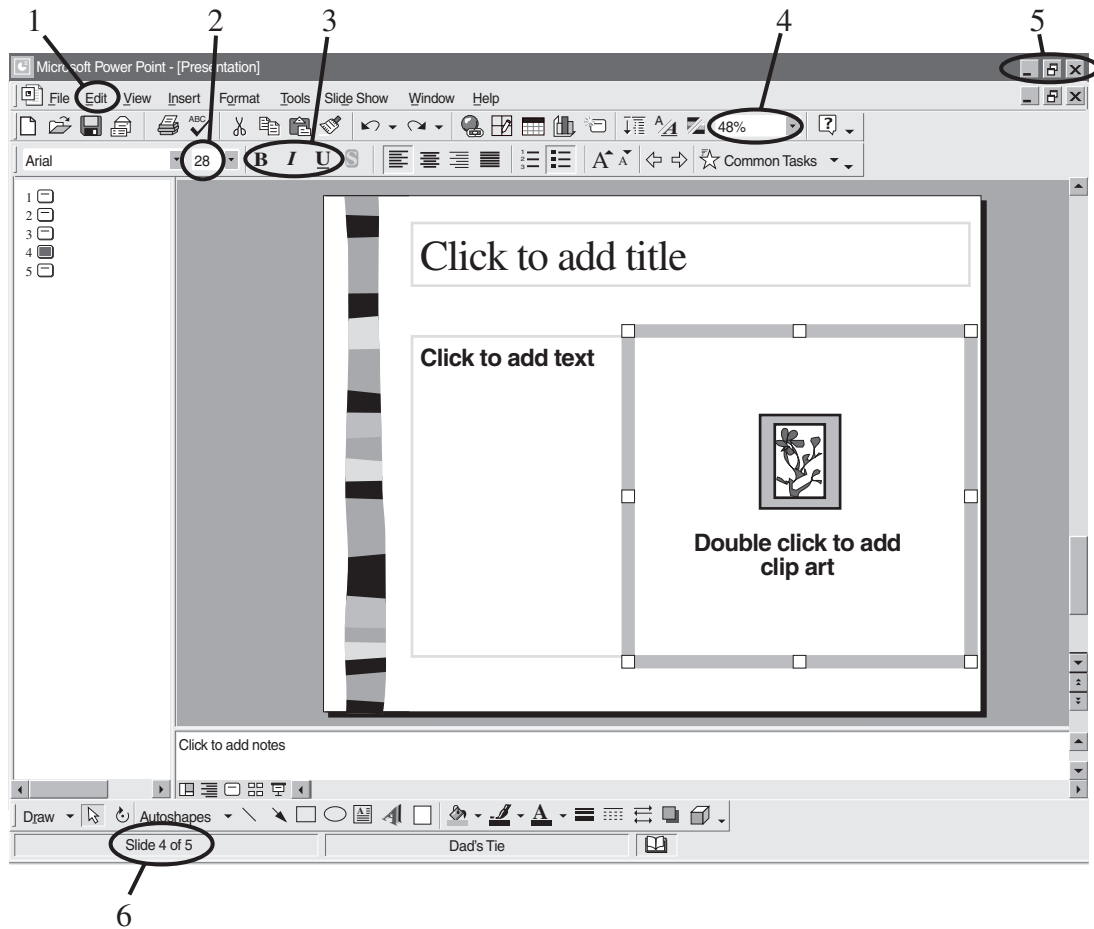 1 2 3 4 5
Microsoft Power Point - [Presentation]
File Edit View Insert Format Tools Slide Show Window Help
ABC 48% ?
Arial 28 B I U S A A Common Tasks
1
2
3
4
5
Click to add title
Click to add text
Double click to add
clip art
Click to add notes
Draw Autoshapes A A
Slide 4 of 5 Dad's Tie
6